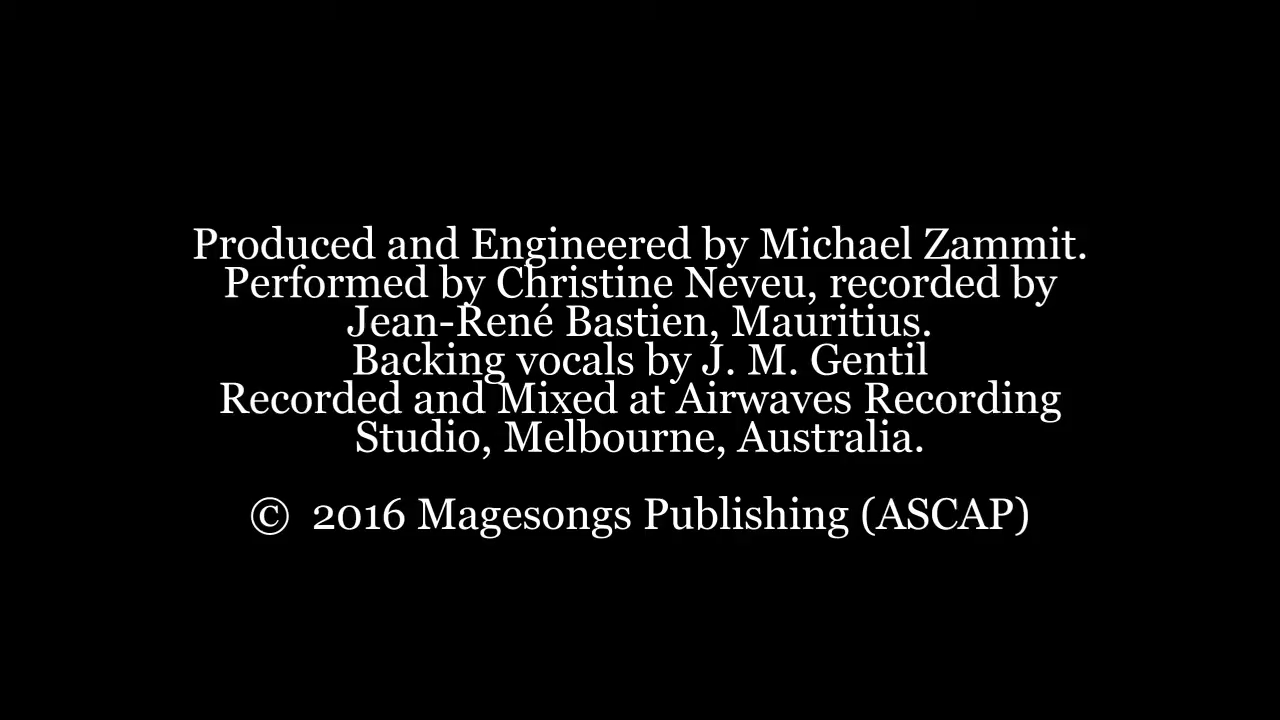 Produced and Engineered by Michael Zammit.
Performed by Christine Neveu, recorded by
Jean-René Bastien, Mauritius.
Backing vocals by J. M. Gentil
Recorded and Mixed at Airwaves Recording
Studio, Melbourne, Australia.
©  2016 Magesongs Publishing (ASCAP)